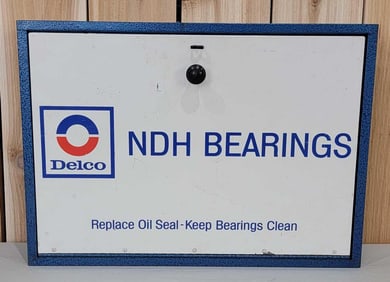 NDH BEARINGS
Delco
Replace Oil Seal-Keep Bearings Clean